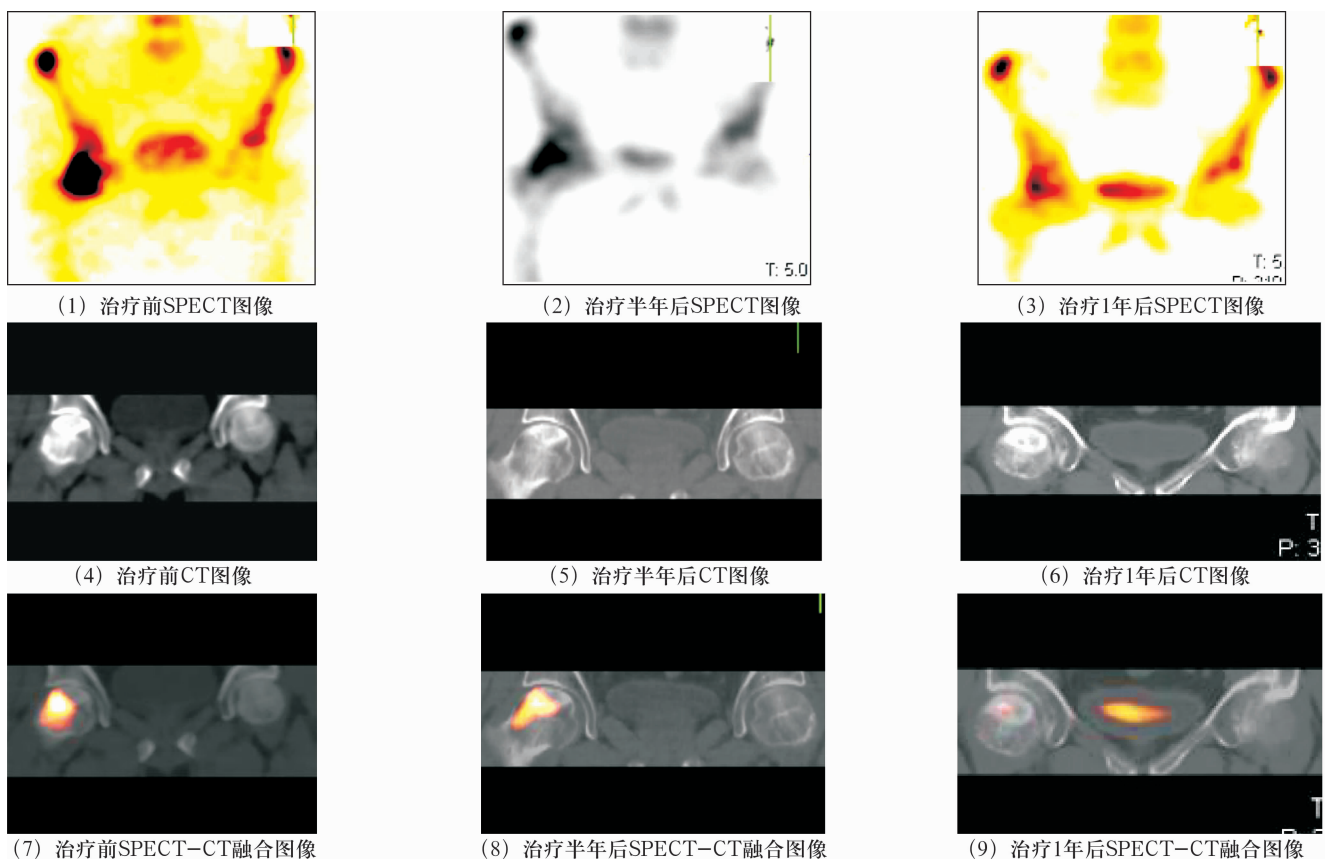 T: 5.0
T: 5
(1)治疗前SPECT图像
(2)治疗半年后SPECT图像
(3)治疗1年后SPECT图像
T
P: 3
(4)治疗前CT图像
(5)治疗半年后CT图像
(6)治疗1年后CT图像
T
(7)治疗前SPECT-CT融合图像
(8)治疗半年后SPECT-CT融合图像
(9)治疗1年后SPECT-CT融合图像